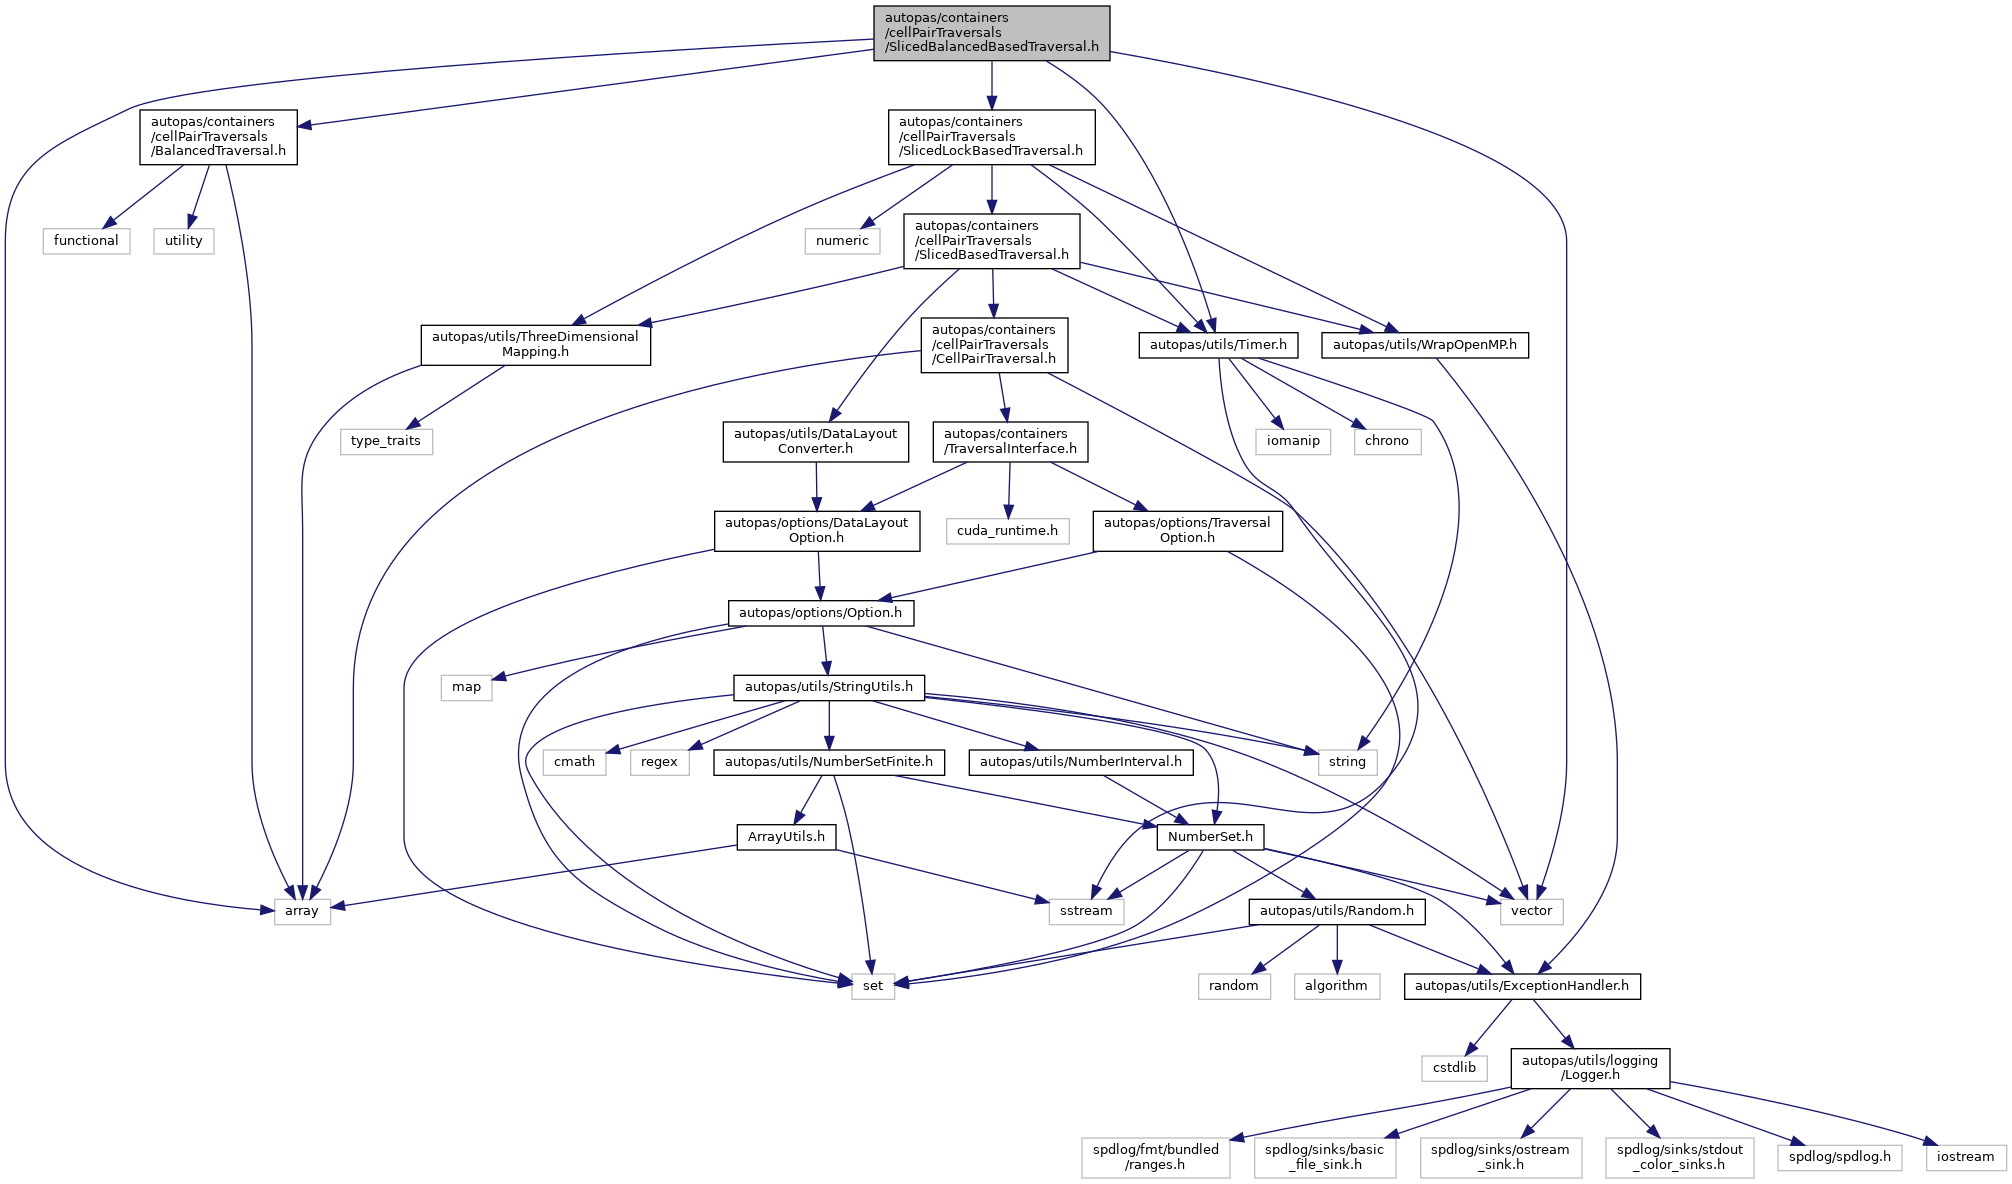 autopas/containers
/cellPairTraversals
/SlicedBalancedBasedTraversal.h
autopas/containers
/cellPairTraversals
/BalancedTraversal.h
autopas/containers
/cellPairTraversals
/SlicedLockBasedTraversal.h
functional
utility
numeric
autopas/containers
/cellPairTraversals
/SlicedBasedTraversal.h
autopas/utils/ThreeDimensional
Mapping.h
autopas/containers
/cellPairTraversals
/CellPairTraversal.h
autopas/utils/Timer.h
autopas/utils/WrapOpenMP.h
type_traits
autopas/utils/DataLayout
Converter.h
autopas/containers
/TraversalInterface.h
iomanip
chrono
autopas/options/DataLayout
Option.h
cuda_runtime.h
autopas/options/Traversal
Option.h
autopas/options/Option.h
map
autopas/utils/StringUtils.h
cmath
regex
autopas/utils/NumberSetFinite.h
autopas/utils/NumberInterval.h
string
ArrayUtils.h
NumberSet.h
array
sstream
autopas/utils/Random.h
vector
set
random
algorithm
autopas/utils/ExceptionHandler.h
cstdlib
autopas/utils/logging
/Logger.h
spdlog/fmt/bundled
/ranges.h
spdlog/sinks/basic
_file_sink.h
spdlog/sinks/ostream
_sink.h
spdlog/sinks/stdout
_color_sinks.h
spdlog/spdlog.h
iostream